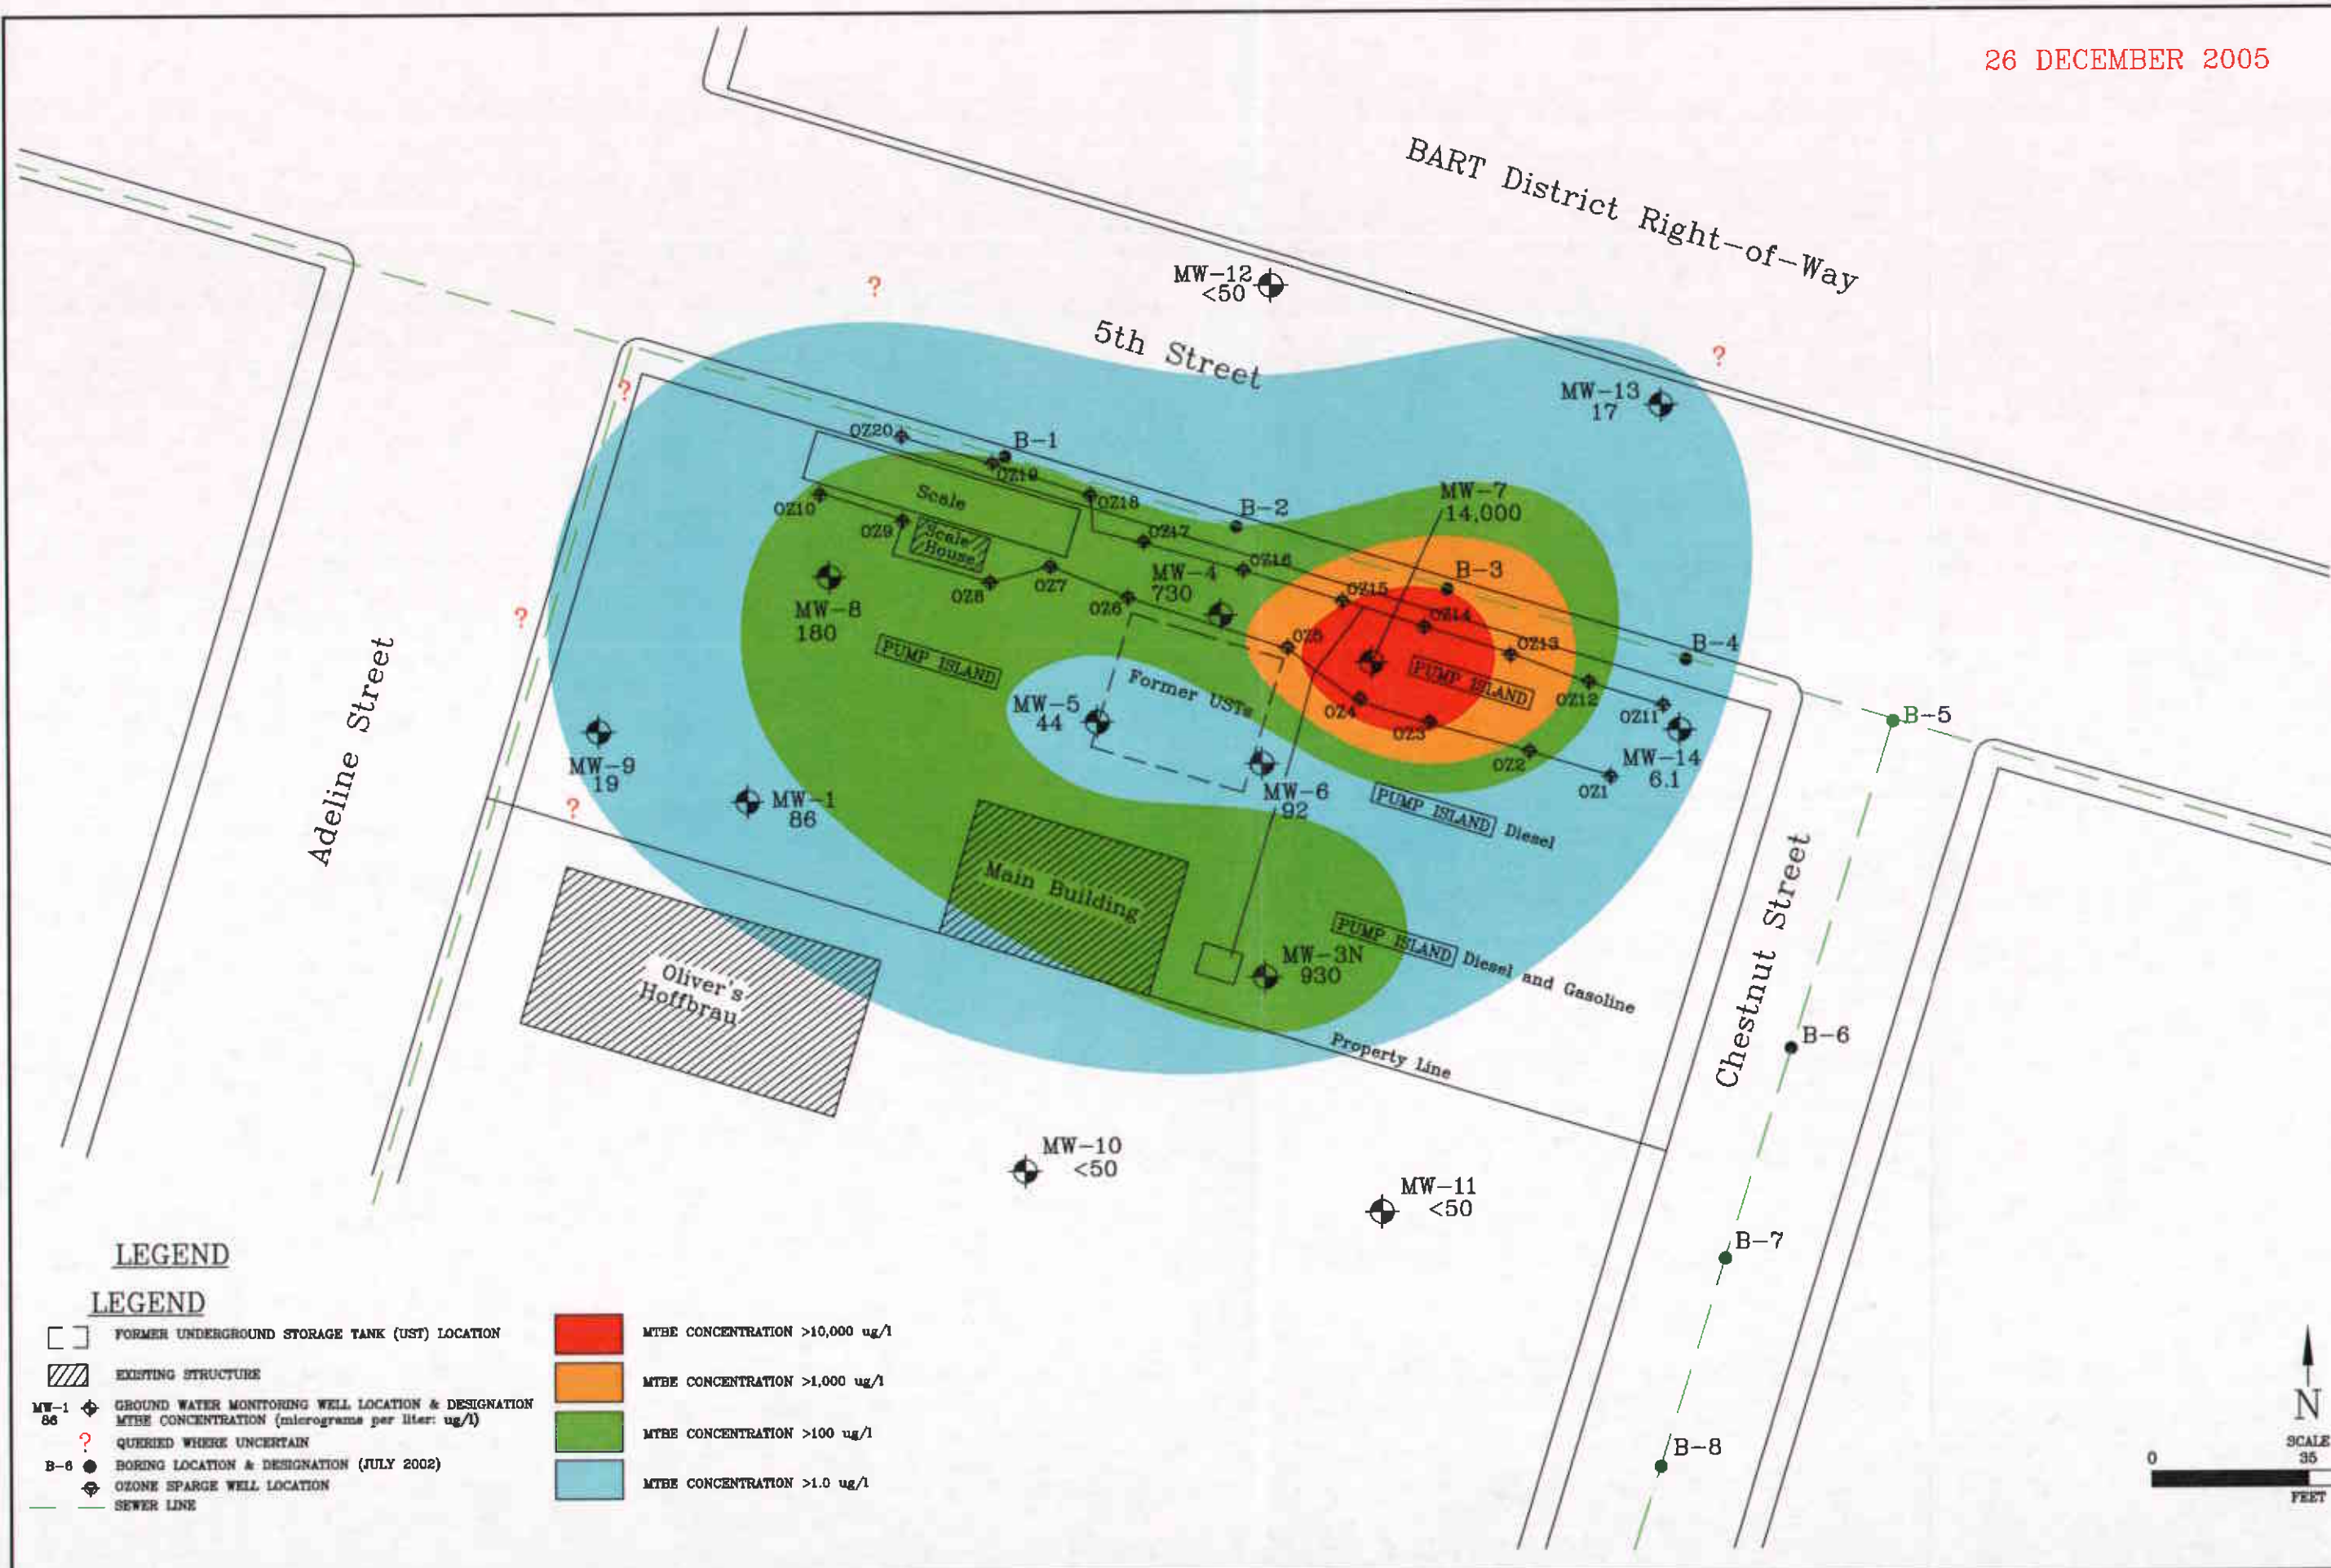 26 DECEMBER 2005
BART District Right-of-Way
MW-12
<50
5th Street
MW-13
17
OZ20
B-1
OZ19
Scale
OZ18
OZ10
OZ9
Scale
House
B-2
OZ17
MW-7
14,000
OZ16
B-3
MW-4
730
OZ8
OZ7
OZ6
OZ15
OZ14
MW-8
180
OZ5
OZ13
B-4
PUMP ISLAND
PUMP ISLAND
Former USTs
MW-5
44
OZ4
OZ3
OZ12
OZ11
B-5
OZ2
OZ1
MW-14
6.1
Adeline Street
MW-9
19
MW-1
86
MW-6
92
PUMP ISLAND Diesel
Main Building
Chestnut Street
PUMP ISLAND Diesel and Gasoline
MW-3N
930
Oliver's
Hoffbrau
Property Line
B-6
MW-10
<50
MW-11
<50
B-7
B-8
?
?
?
?
?
LEGEND
LEGEND
FORMER UNDERGROUND STORAGE TANK (UST) LOCATION
EXISTING STRUCTURE
MW-1
86
GROUND WATER MONITORING WELL LOCATION & DESIGNATION
MTBE CONCENTRATION (micrograms per liter: ug/l)
? QUERIED WHERE UNCERTAIN
B-6 BORING LOCATION & DESIGNATION (JULY 2002)
OZONE SPARGE WELL LOCATION
SEWER LINE
MTBE CONCENTRATION >10,000 ug/l
MTBE CONCENTRATION >1,000 ug/l
MTBE CONCENTRATION >100 ug/l
MTBE CONCENTRATION >1.0 ug/l
N
SCALE
0 35
FEET